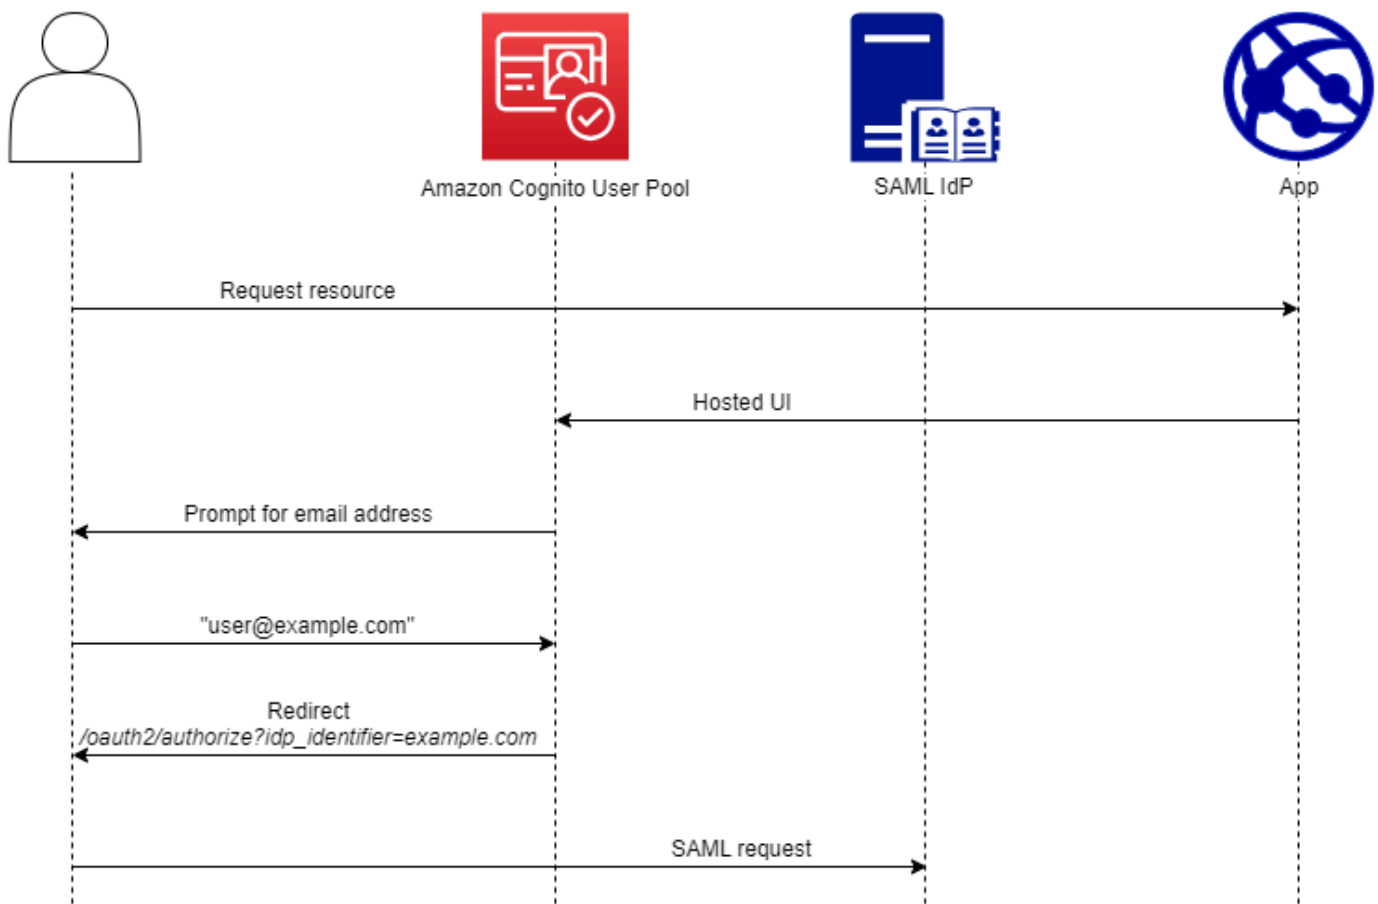 Amazon Cognito User Pool
SAML IdP
App
Request resource
Hosted UI
Prompt for email address
"user@example.com"
Redirect
/oauth2/authorize?idp_identifier=example.com
SAML request